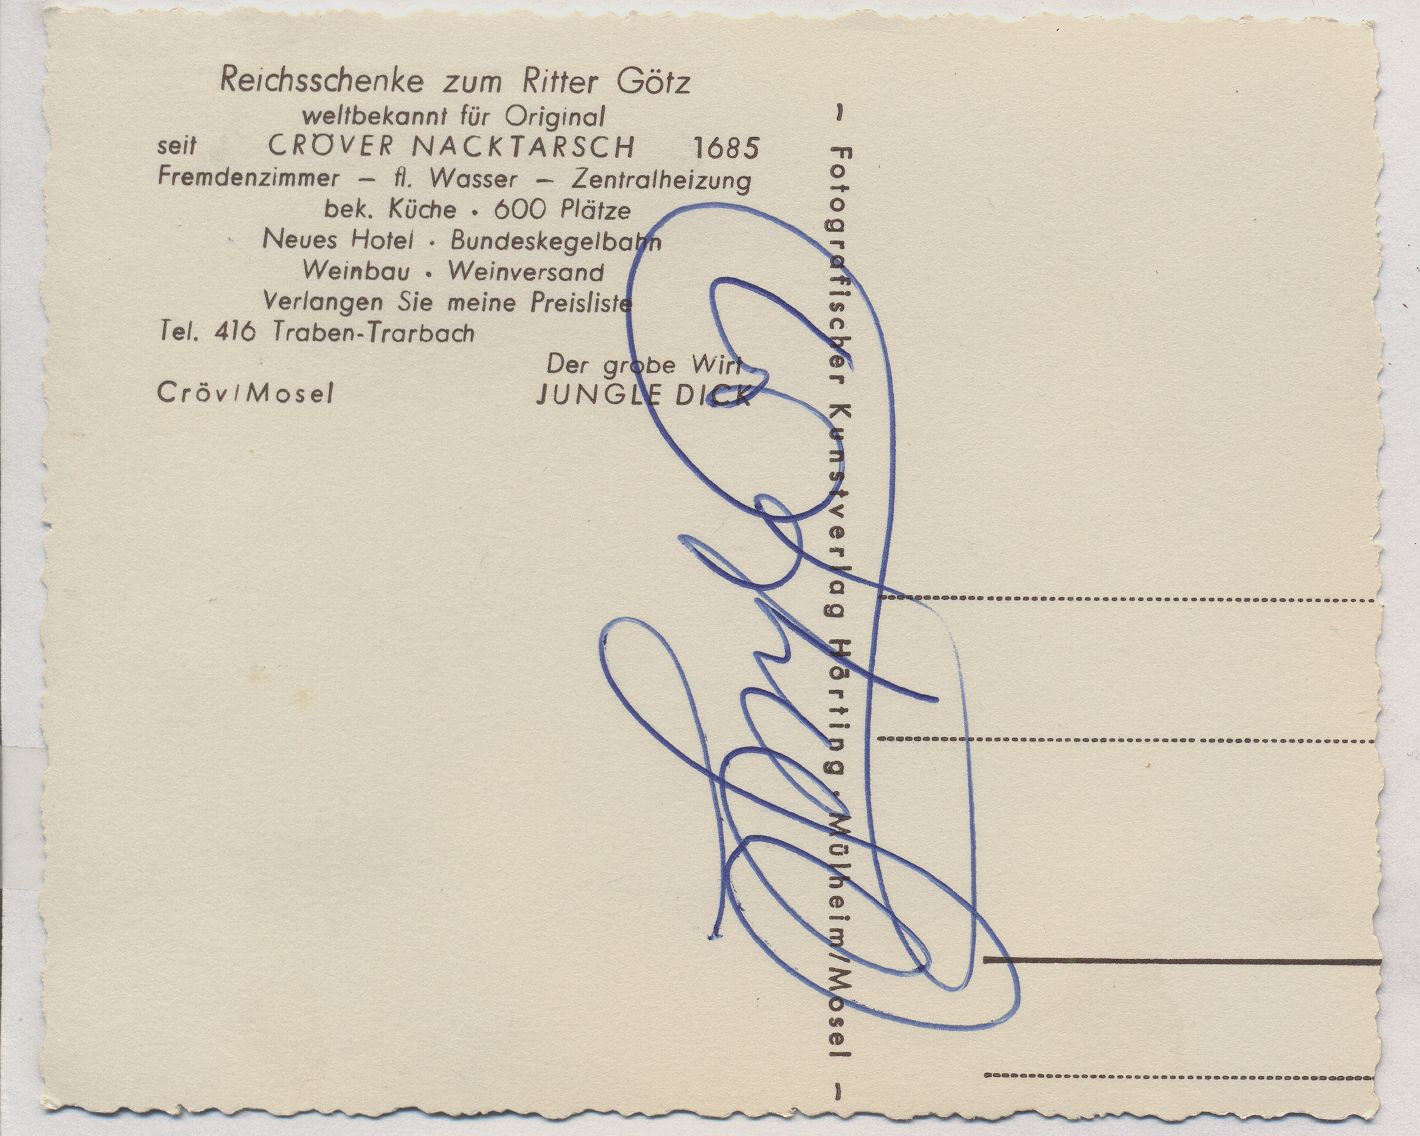 Reichsschenke zum Ritter Götz
weltbekannt für Original
seit CRÖVER NACKTARSCH 1685
Fremdenzimmer — fl. Wasser — Zentralheizung
bek. Küche · 600 Plätze
Neues Hotel · Bundeskegelbahn
Weinbau · Weinversand
Verlangen Sie meine Preisliste
Tel. 416 Traben-Trarbach
Der grobe Wirt
Cröv/Mosel JUNGLE DICK
– Fotografischer Kunstverlag Hörting, Mülheim/Mosel –